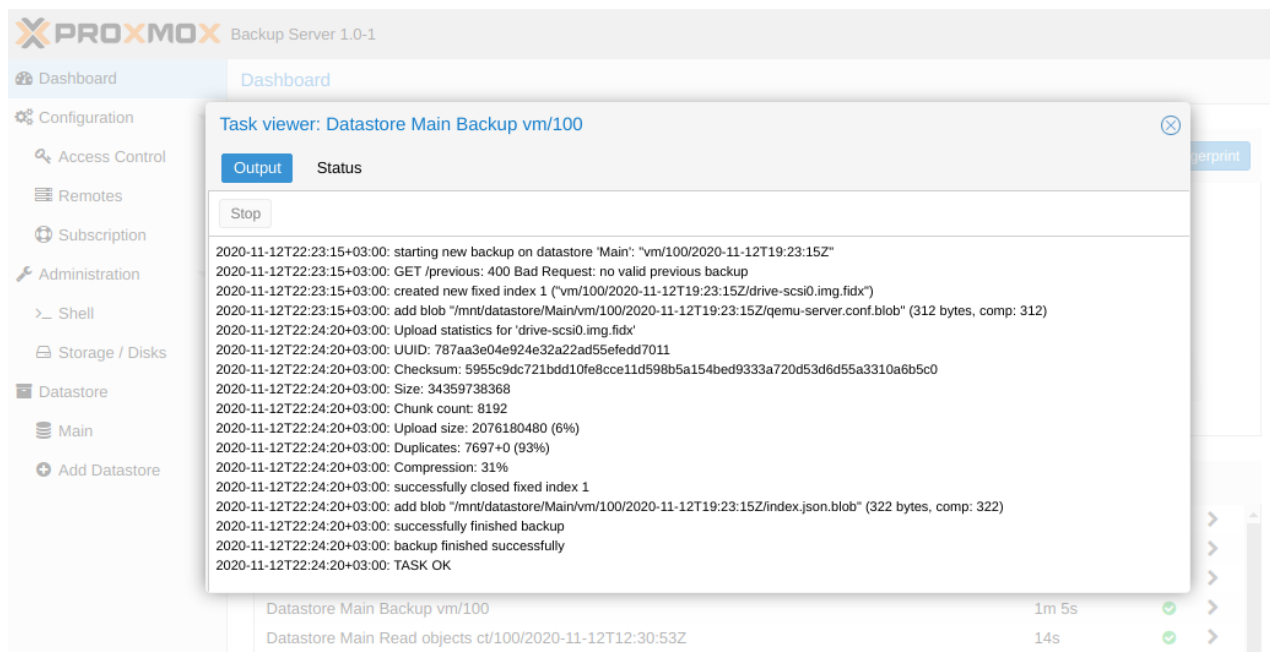 PROXMOX Backup Server 1.0-1
Dashboard
Dashboard
Configuration
Access Control
Remotes
Subscription
Administration
>_ Shell
Storage / Disks
Datastore
Main
Add Datastore
gerprint
Task viewer: Datastore Main Backup vm/100
Output Status
Stop
2020-11-12T22:23:15+03:00: starting new backup on datastore 'Main': "vm/100/2020-11-12T19:23:15Z"
2020-11-12T22:23:15+03:00: GET /previous: 400 Bad Request: no valid previous backup
2020-11-12T22:23:15+03:00: created new fixed index 1 ("vm/100/2020-11-12T19:23:15Z/drive-scsi0.img.fidx")
2020-11-12T22:23:15+03:00: add blob "/mnt/datastore/Main/vm/100/2020-11-12T19:23:15Z/qemu-server.conf.blob" (312 bytes, comp: 312)
2020-11-12T22:24:20+03:00: Upload statistics for 'drive-scsi0.img.fidx'
2020-11-12T22:24:20+03:00: UUID: 787aa3e04e924e32a22ad55efedd7011
2020-11-12T22:24:20+03:00: Checksum: 5955c9dc721bdd10fe8cce11d598b5a154bed9333a720d53d6d55a3310a6b5c0
2020-11-12T22:24:20+03:00: Size: 34359738368
2020-11-12T22:24:20+03:00: Chunk count: 8192
2020-11-12T22:24:20+03:00: Upload size: 2076180480 (6%)
2020-11-12T22:24:20+03:00: Duplicates: 7697+0 (93%)
2020-11-12T22:24:20+03:00: Compression: 31%
2020-11-12T22:24:20+03:00: successfully closed fixed index 1
2020-11-12T22:24:20+03:00: add blob "/mnt/datastore/Main/vm/100/2020-11-12T19:23:15Z/index.json.blob" (322 bytes, comp: 322)
2020-11-12T22:24:20+03:00: successfully finished backup
2020-11-12T22:24:20+03:00: backup finished successfully
2020-11-12T22:24:20+03:00: TASK OK
Datastore Main Backup vm/100 1m 5s
Datastore Main Read objects ct/100/2020-11-12T12:30:53Z 14s